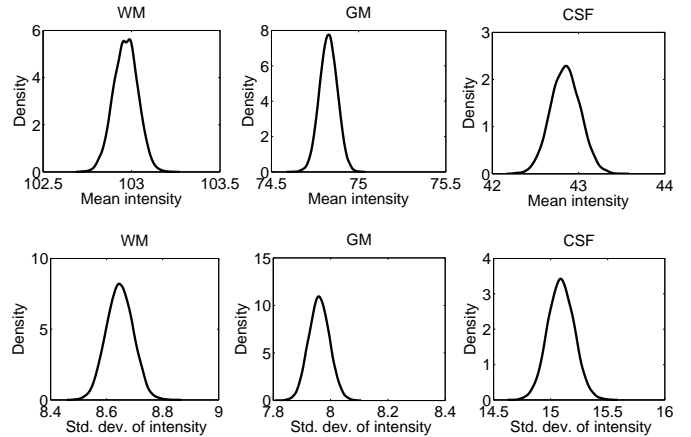 WM GM CSF
6 8 3
4 6 2
2 4 1
0 2 0
0
Density Density Density
102.5 103 103.5 74.5 75 75.5 42 43 44
Mean intensity Mean intensity Mean intensity
WM GM CSF
10 15 4
5 10 3
0 5 2
0 1
0
Density Density Density
8.4 8.6 8.8 9 7.8 8 8.2 8.4 14.5 15 15.5 16
Std. dev. of intensity Std. dev. of intensity Std. dev. of intensity